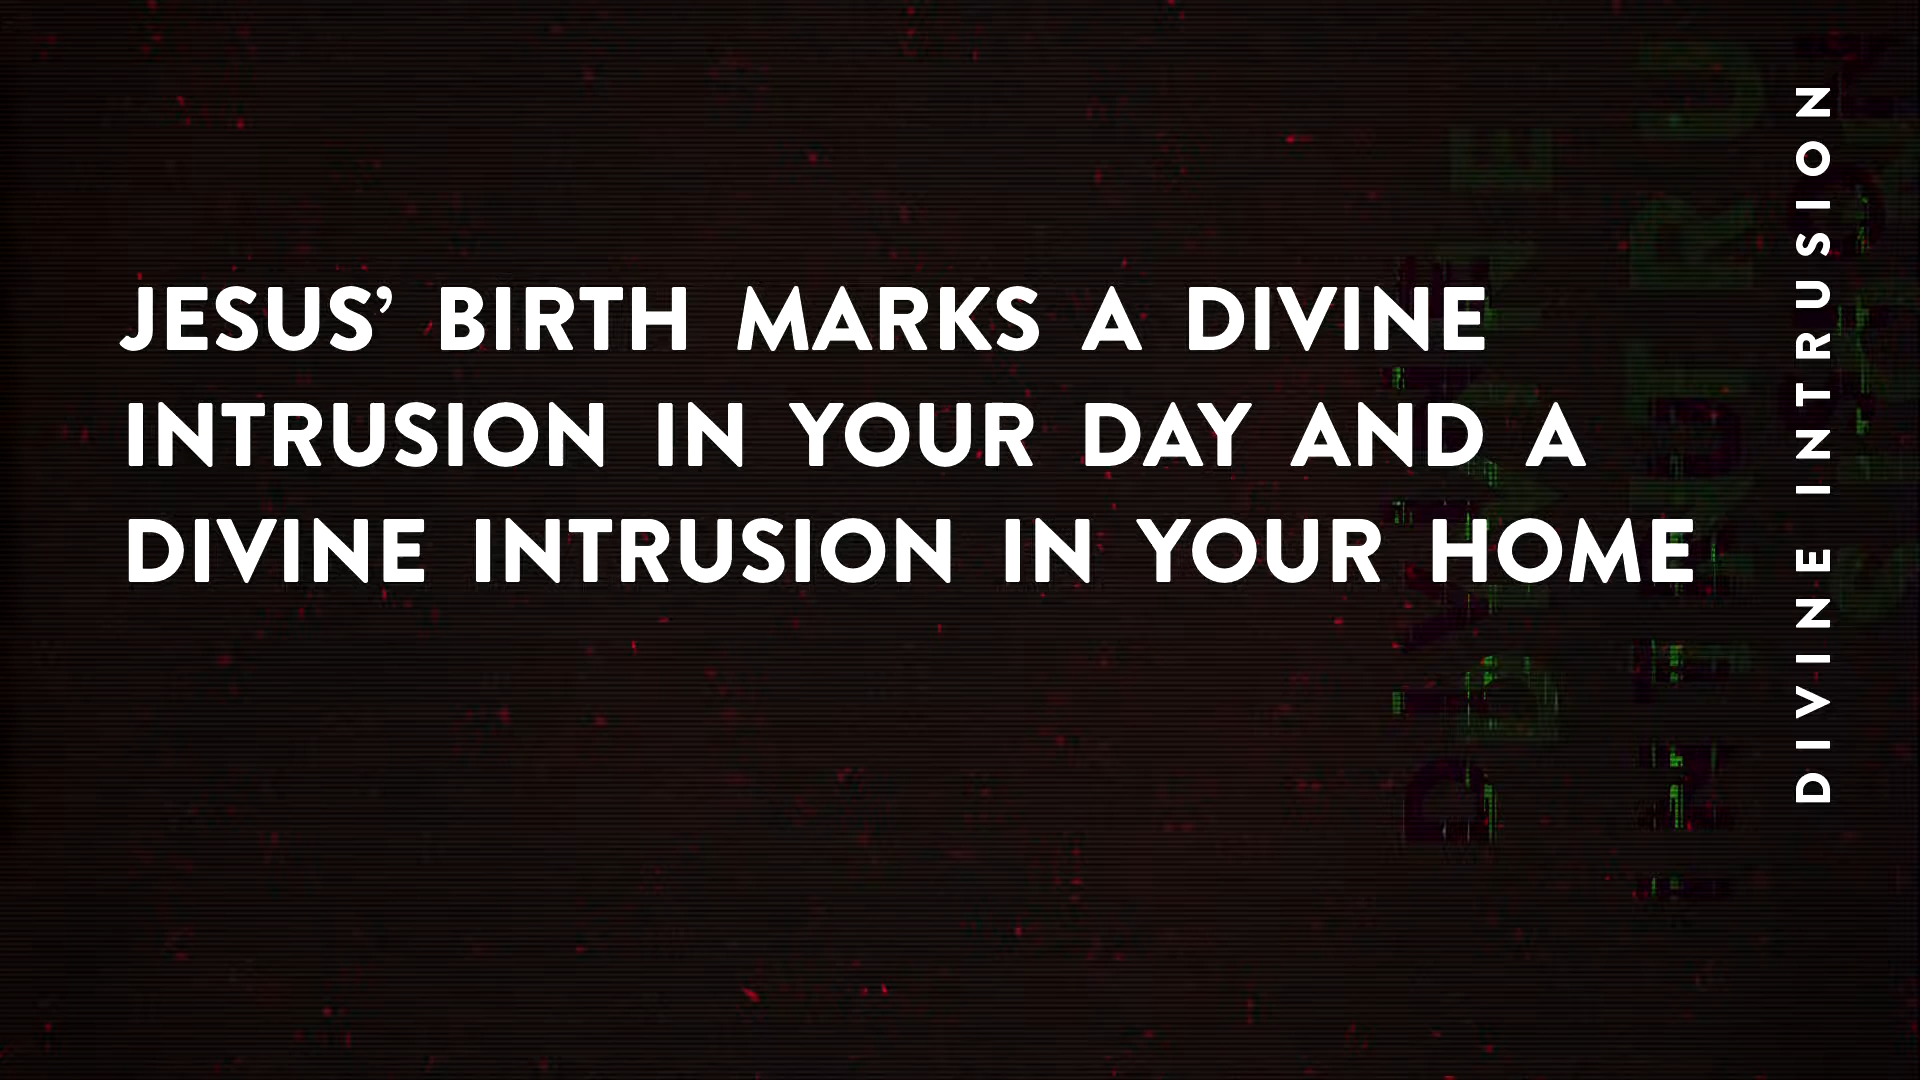 JESUS’ BIRTH MARKS A DIVINE
INTRUSION IN YOUR DAY AND A
DIVINE INTRUSION IN YOUR HOME
DIVINE INTRUSION